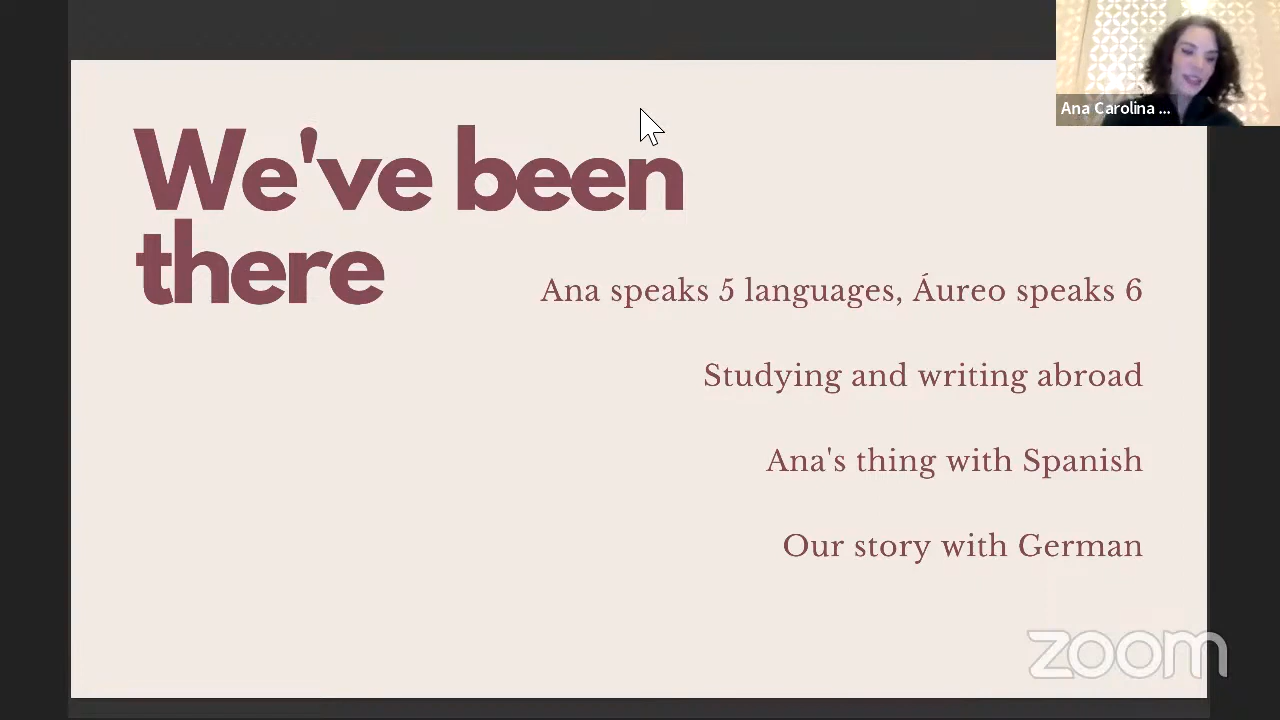 Ana Carolina ...
We've been
there
Ana speaks 5 languages, Áureo speaks 6
Studying and writing abroad
Ana's thing with Spanish
Our story with German
zoom